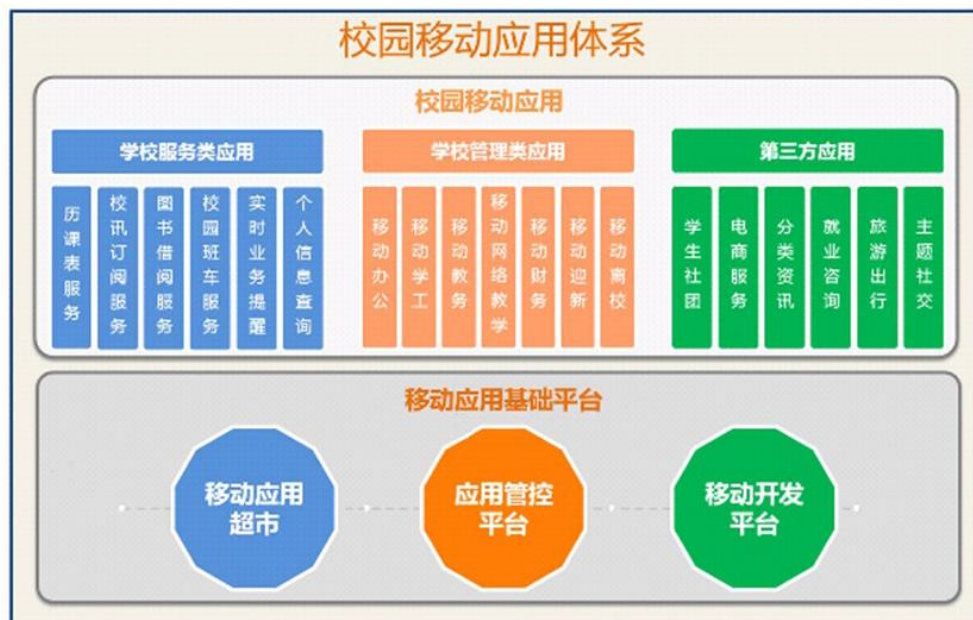 校园移动应用体系
校园移动应用
学校服务类应用
学校管理类应用
第三方应用
历课表服务
校讯订阅服务
图书借阅服务
校园班车服务
实时业务提醒
个人信息查询
移动办公
移动学工
移动教务
移动网络教学
移动财务
移动迎新
移动离校
学生社团
电商服务
分类资讯
就业咨询
旅游出行
主题社交
移动应用基础平台
移动应用
超市
应用管控
平台
移动开发
平台